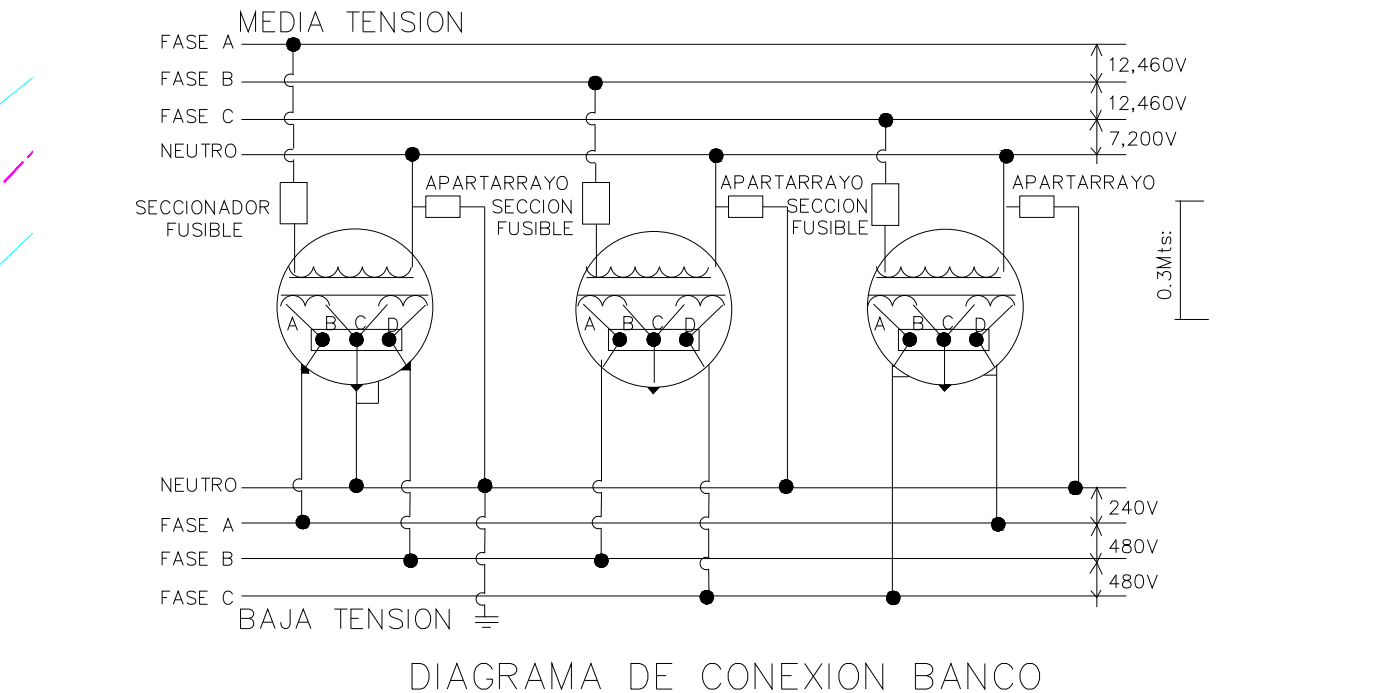 MEDIA TENSION
FASE A
12,460V
FASE B
12,460V
FASE C
7,200V
NEUTRO
APARTARRAYO
APARTARRAYO
APARTARRAYO
SECCIONADOR
FUSIBLE
SECCION
FUSIBLE
SECCION
FUSIBLE
0.3Mts:
A B C D
A B C D
A B C D
NEUTRO
240V
FASE A
480V
FASE B
480V
FASE C
BAJA TENSION
DIAGRAMA DE CONEXION BANCO